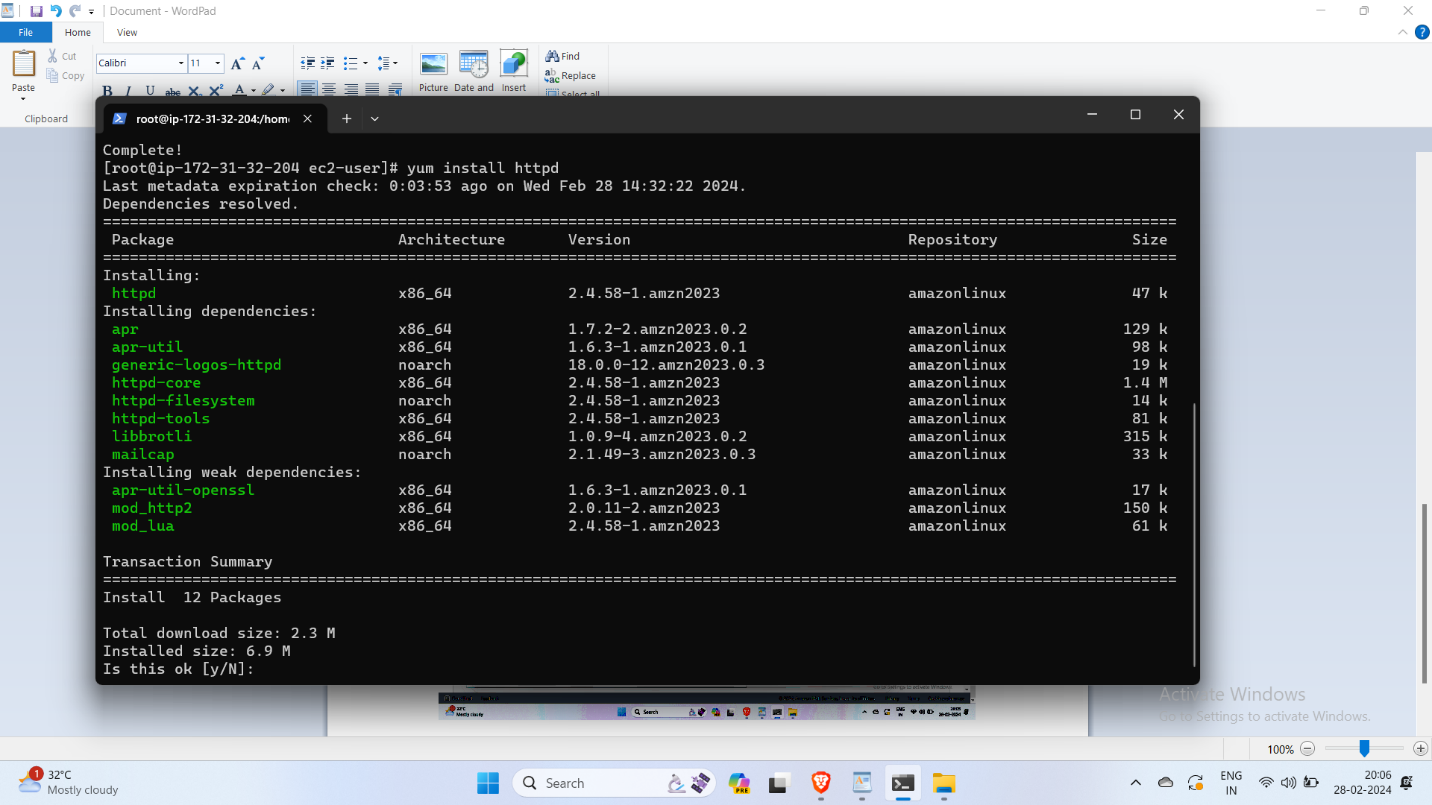 Document - WordPad
File Home View
Paste
Cut
Copy
Clipboard
Calibri 11
B I U abc X₂ X² A
Picture Date and Insert
Find
Replace
Select all
root@ip-172-31-32-204:/hom
Complete!
[root@ip-172-31-32-204 ec2-user]# yum install httpd
Last metadata expiration check: 0:03:53 ago on Wed Feb 28 14:32:22 2024.
Dependencies resolved.
Package Architecture Version Repository Size
Installing:
httpd x86_64 2.4.58-1.amzn2023 amazonlinux 47 k
Installing dependencies:
apr x86_64 1.7.2-2.amzn2023.0.2 amazonlinux 129 k
apr-util x86_64 1.6.3-1.amzn2023.0.1 amazonlinux 98 k
generic-logos-httpd noarch 18.0.0-12.amzn2023.0.3 amazonlinux 19 k
httpd-core x86_64 2.4.58-1.amzn2023 amazonlinux 1.4 M
httpd-filesystem noarch 2.4.58-1.amzn2023 amazonlinux 14 k
httpd-tools x86_64 2.4.58-1.amzn2023 amazonlinux 81 k
libbrotli x86_64 1.0.9-4.amzn2023.0.2 amazonlinux 315 k
mailcap noarch 2.1.49-3.amzn2023.0.3 amazonlinux 33 k
Installing weak dependencies:
apr-util-openssl x86_64 1.6.3-1.amzn2023.0.1 amazonlinux 17 k
mod_http2 x86_64 2.0.11-2.amzn2023 amazonlinux 150 k
mod_lua x86_64 2.4.58-1.amzn2023 amazonlinux 61 k
Transaction Summary
Install 12 Packages
Total download size: 2.3 M
Installed size: 6.9 M
Is this ok [y/N]:
Activate Windows
Go to Settings to activate Windows.
Search
100%
1
32°C
Mostly cloudy
Search
PRE
ENG
IN
20:06
28-02-2024